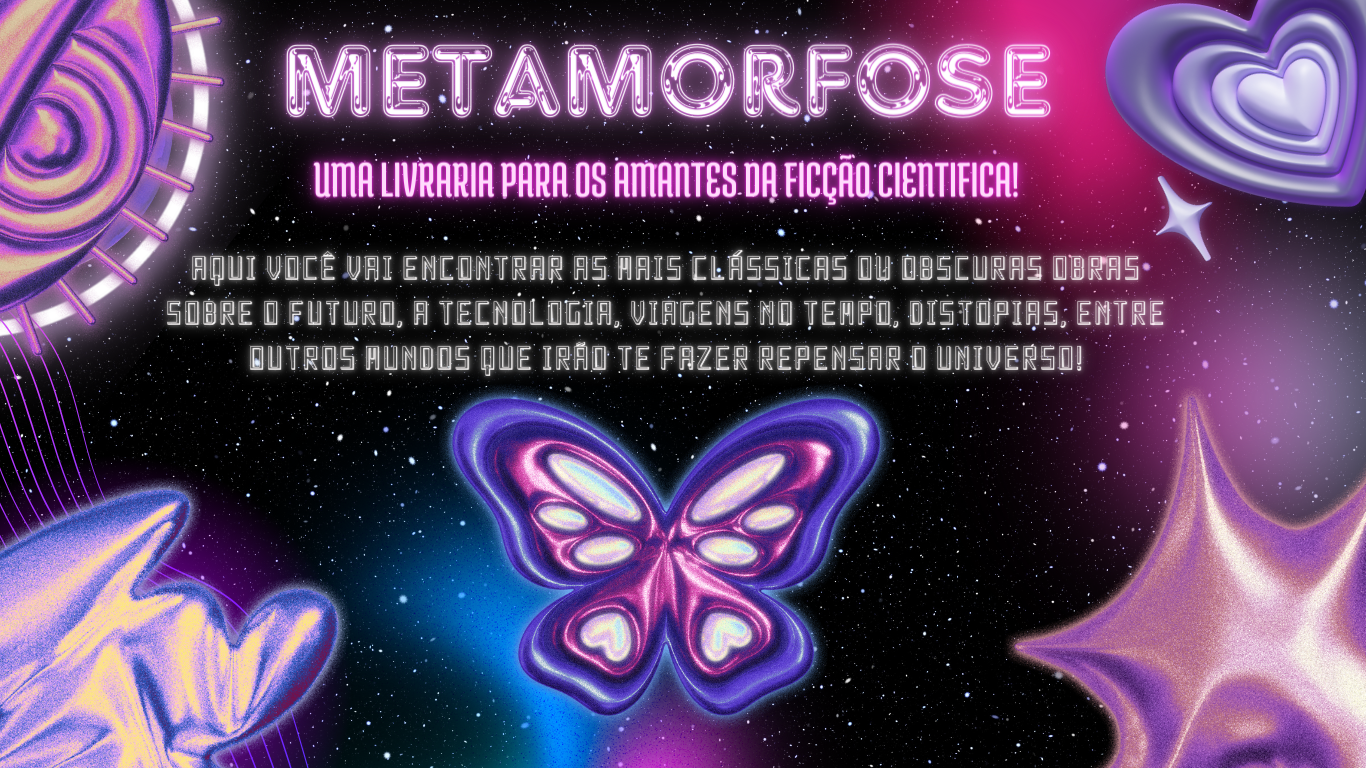 METAMORFOSE
UMA LIVRARIA PARA OS AMANTES DA FICÇÃO CIENTIFICA!
AQUI VOCÊ VAI ENCONTRAR AS MAIS CLÁSSICAS OU OBSCURAS OBRAS
SOBRE O FUTURO, A TECNOLOGIA, VIAGENS NO TEMPO, DISTOPIAS, ENTRE
OUTROS MUNDOS QUE IRÃO TE FAZER REPENSAR O UNIVERSO!